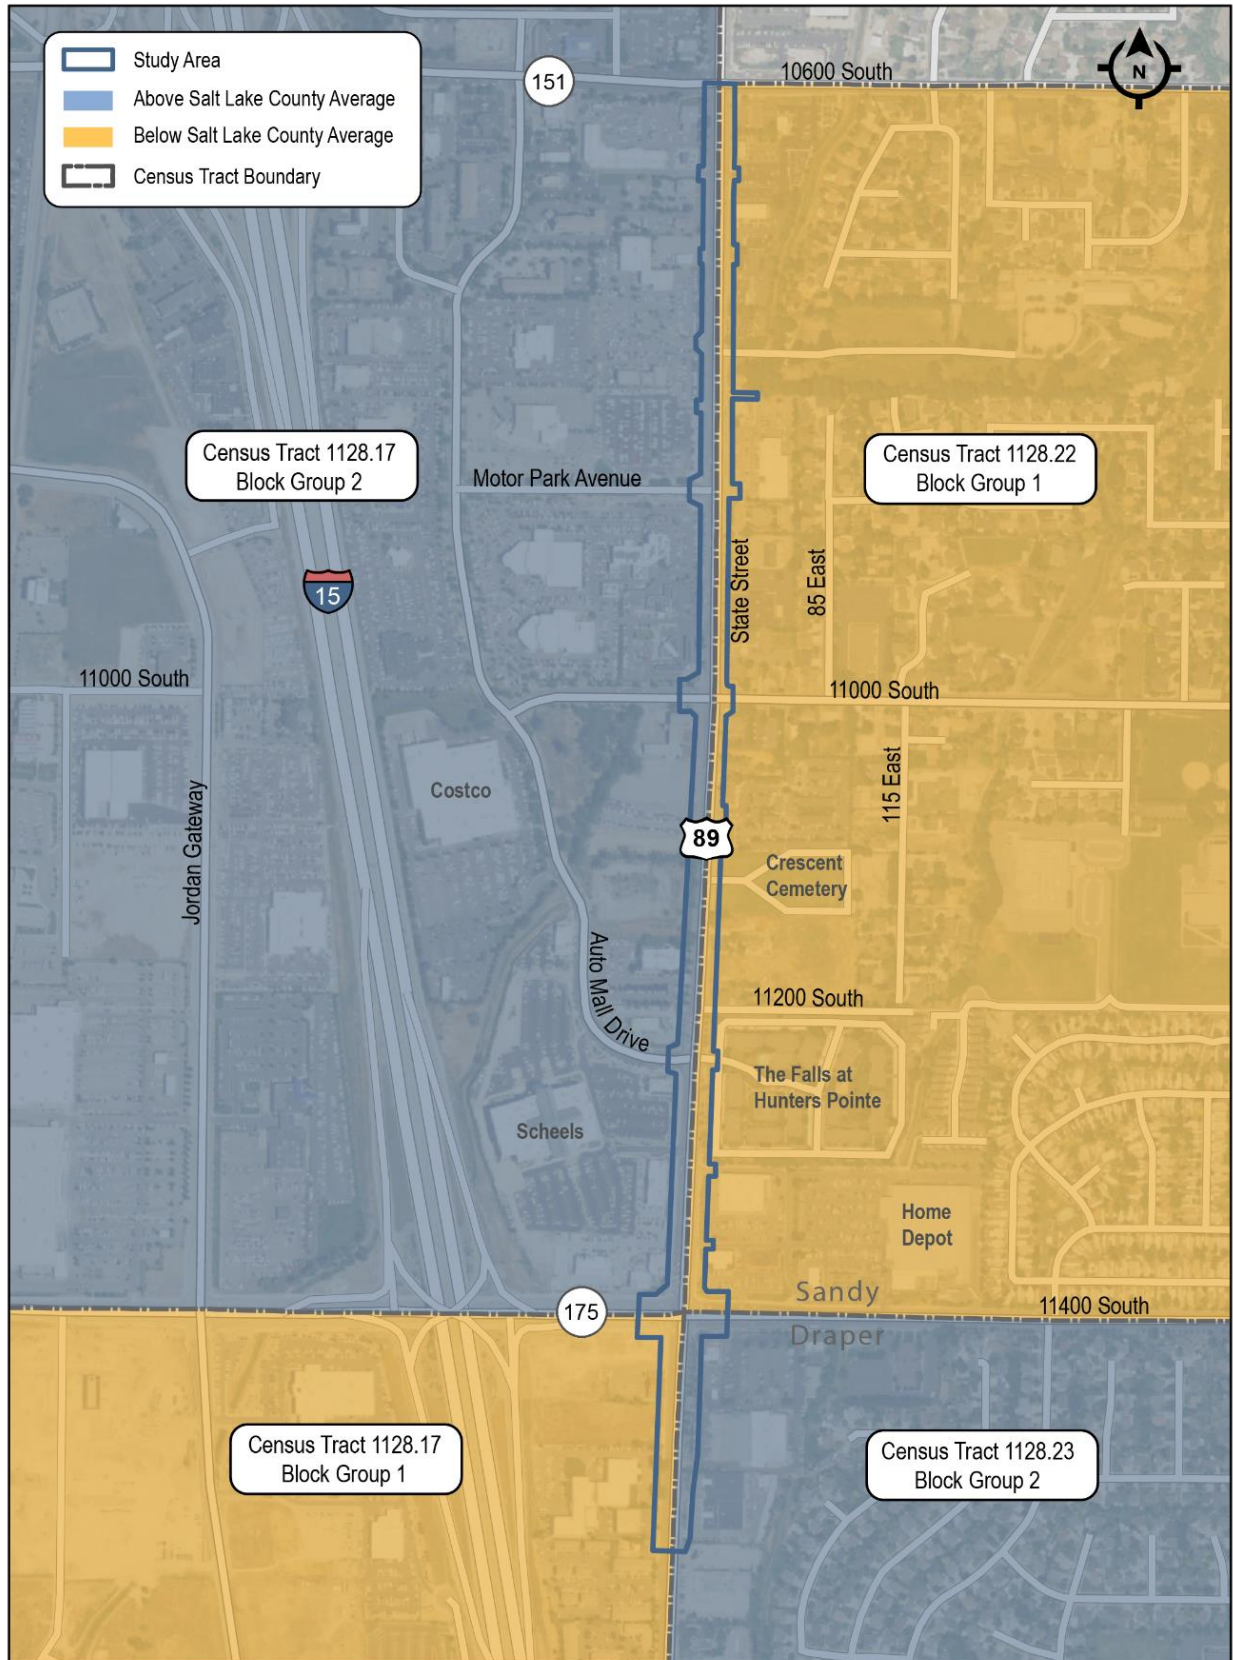 Study Area
Above Salt Lake County Average
Below Salt Lake County Average
Census Tract Boundary
151
10600 South
N
Census Tract 1128.17
Block Group 2
Census Tract 1128.22
Block Group 1
Motor Park Avenue
State Street
85 East
15
11000 South
11000 South
Costco
Jordan Gateway
115 East
89
Crescent
Cemetery
Auto Mall Drive
11200 South
The Falls at
Hunters Pointe
Scheels
Home
Depot
Sandy
175
11400 South
Draper
Census Tract 1128.17
Block Group 1
Census Tract 1128.23
Block Group 2